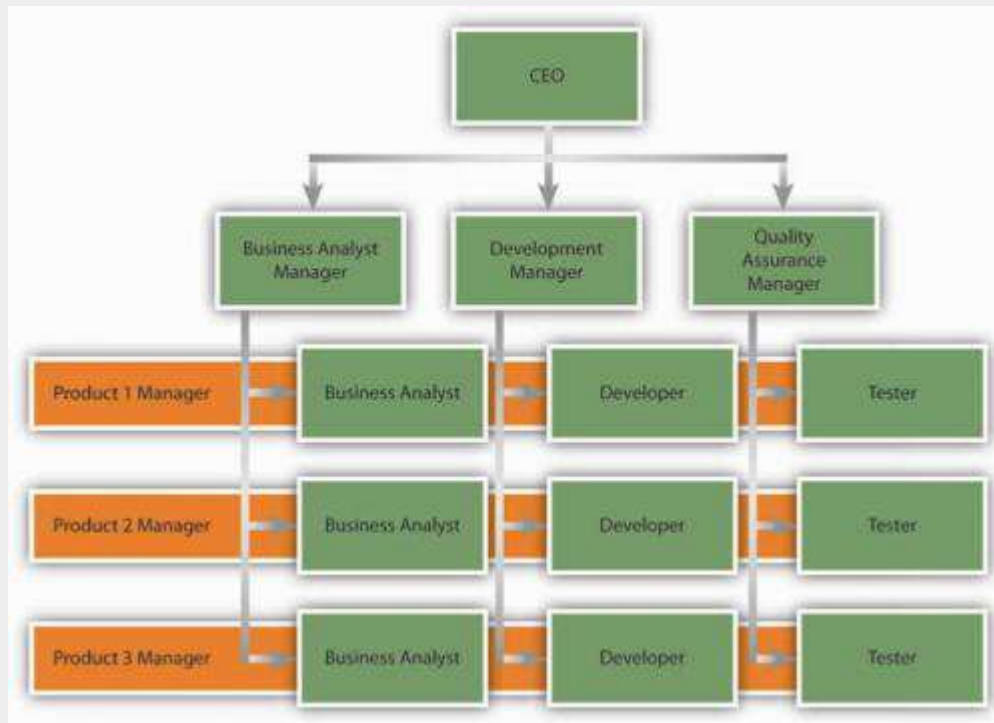 CEO
Business Analyst
Manager
Development
Manager
Quality
Assurance
Manager
Product 1 Manager
Business Analyst
Developer
Tester
Product 2 Manager
Business Analyst
Developer
Tester
Product 3 Manager
Business Analyst
Developer
Tester